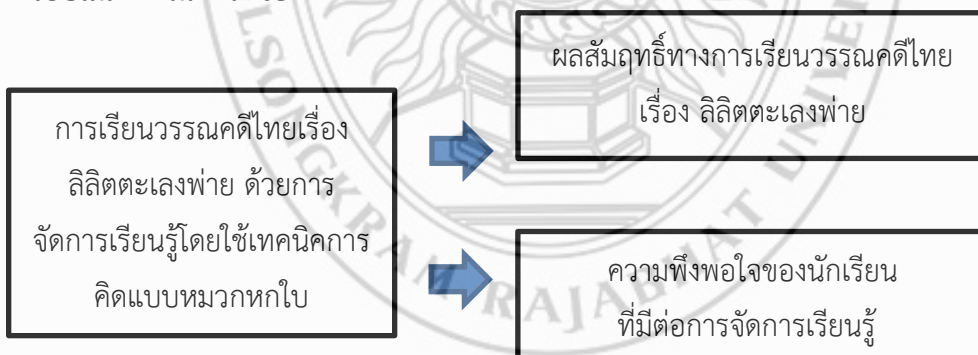 การเรียนวรรณคดีไทยเรื่อง
ลิลิตตะเลงพ่าย ด้วยการ
จัดการเรียนรู้โดยใช้เทคนิคการ
คิดแบบหมวกหกใบ
ผลสัมฤทธิ์ทางการเรียนวรรณคดีไทย
เรื่อง ลิลิตตะเลงพ่าย
ความพึงพอใจของนักเรียน
ที่มีต่อการจัดการเรียนรู้